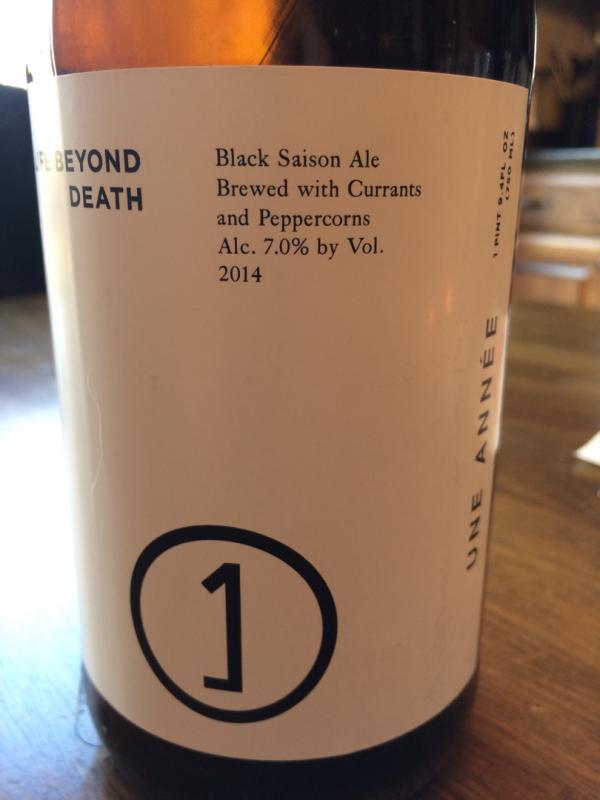 LIFE BEYOND
DEATH
Black Saison Ale
Brewed with Currants
and Peppercorns
Alc. 7.0% by Vol.
2014
1 PINT 9.4FL OZ
(750 ML)
UNE ANNÉE
1